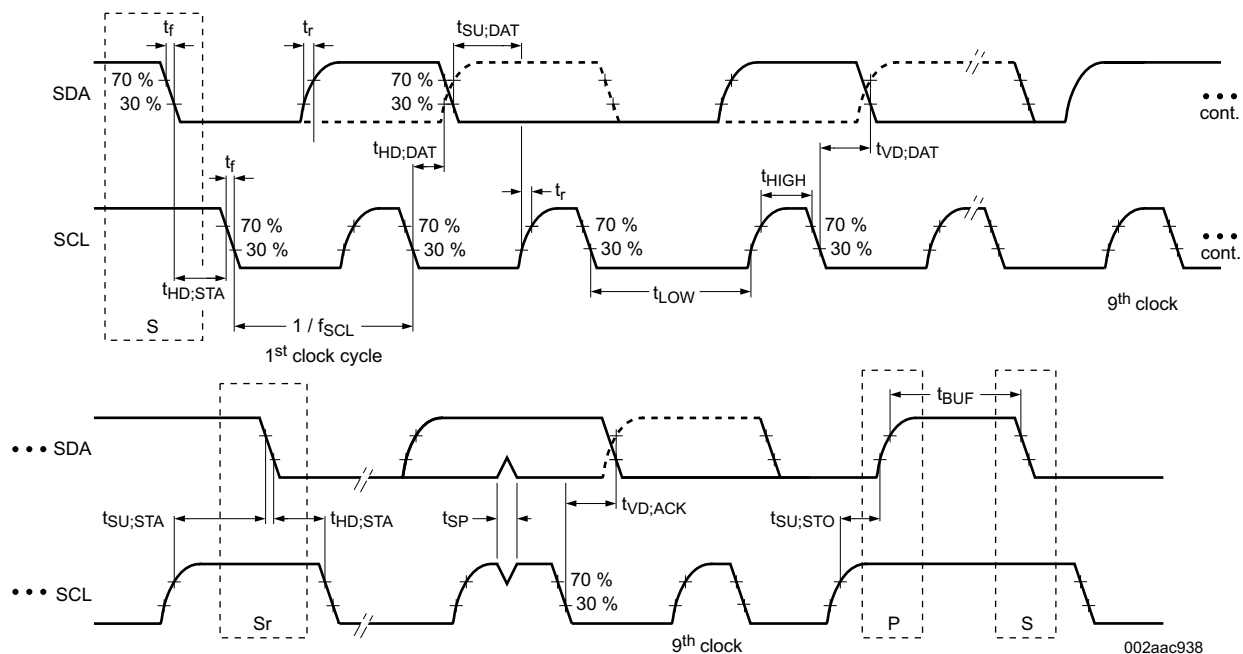 tf
tr
tSU;DAT
70 %
30 %
SDA
70 %
30 %
cont.
tHD;DAT
tVD;DAT
tf
tr
tHIGH
70 %
30 %
70 %
30 %
70 %
30 %
70 %
30 %
SCL
cont.
tHD;STA
tLOW
9th clock
S
1 / fSCL
1st clock cycle
tBUF
SDA
tSU;STA
tHD;STA
tSP
tVD;ACK
tSU;STO
SCL
70 %
30 %
Sr
9th clock
P
S
002aac938